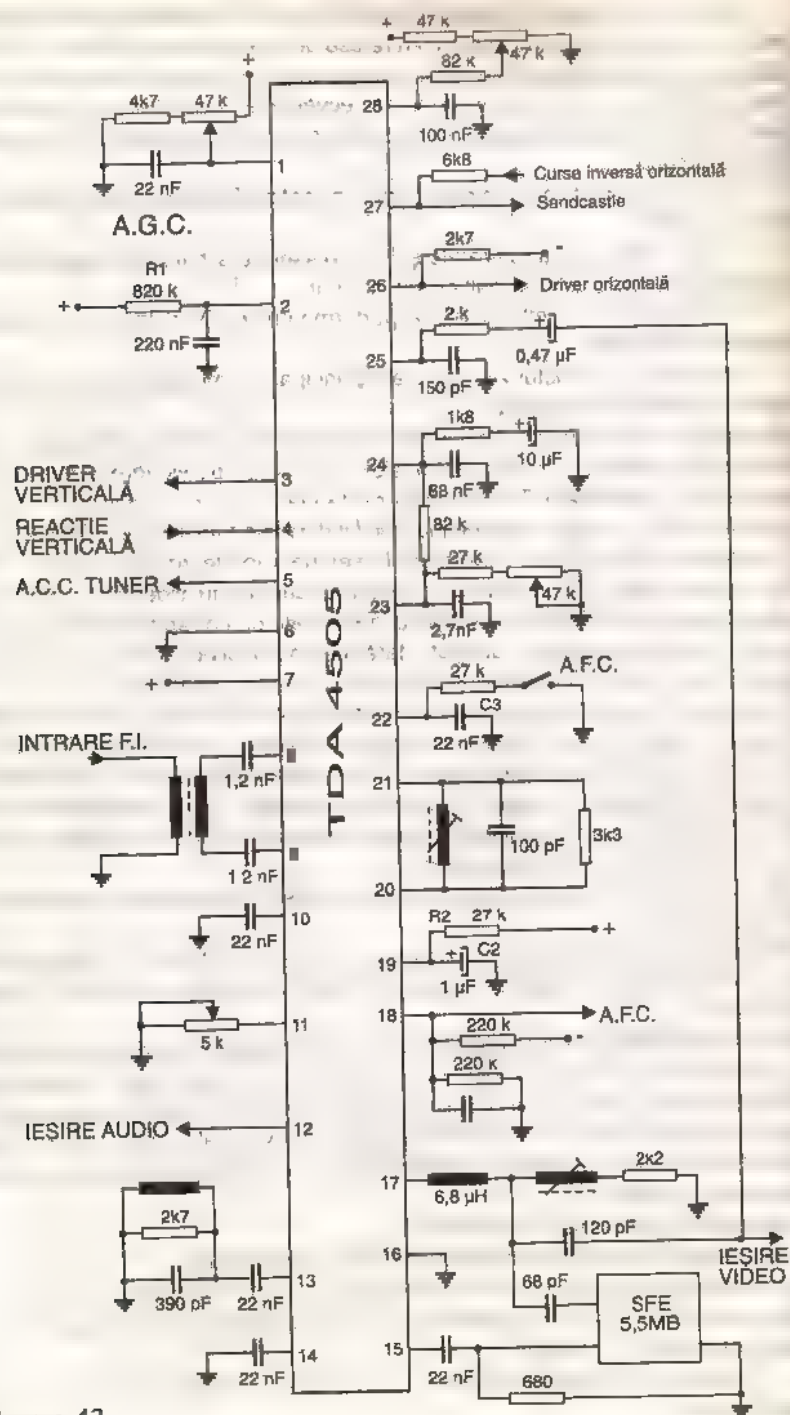 + 47 k
47 k
82 k
28
100 nF
+
4k7 47 k
1
22 nF
A.G.C.
6k8
Cursa inversă orizontală
27
Sandcastle
R1
820 k
+
2
220 nF
2k7
-
26
Driver orizontală
2 k
+
25
0,47 µF
150 pF
1k8
+
24
10 µF
68 nF
DRIVER
VERTICALĂ
3
REACȚIE
VERTICALĂ
4
82 k
27 k
A.C.C. TUNER
5
47 k
23
2,7nF
6
+
7
TDA 4505
27 k
A.F.C.
C3
22
22 nF
INTRARE F.I.
1,2 nF
21
100 pF
3k3
1 2 nF
20
10
22 nF
R2 27 k
+
19
+
C2
1 µF
18
A.F.C.
11
5 k
220 k
-
220 k
IEȘIRE AUDIO
12
17
6,8 µH
2k2
2k7
120 pF
IEȘIRE
VIDEO
16
13
390 pF
22 nF
68 pF
SFE
5,5MB
14
22 nF
15
22 nF
680